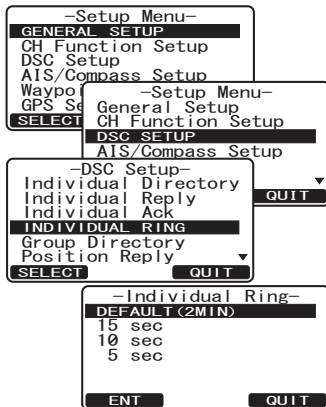 –Setup Menu–
GENERAL SETUP
CH Function Setup
DSC Setup
AIS/Compass Setup
SELECT
–Setup Menu–
General Setup
CH Function Setup
DSC SETUP
AIS/Compass Setup
QUIT
–DSC Setup–
Individual Directory
Individual Reply
Individual Ack
INDIVIDUAL RING
Group Directory
Position Reply
SELECT QUIT
–Individual Ring–
DEFAULT(2MIN)
15 sec
10 sec
5 sec
ENT QUIT